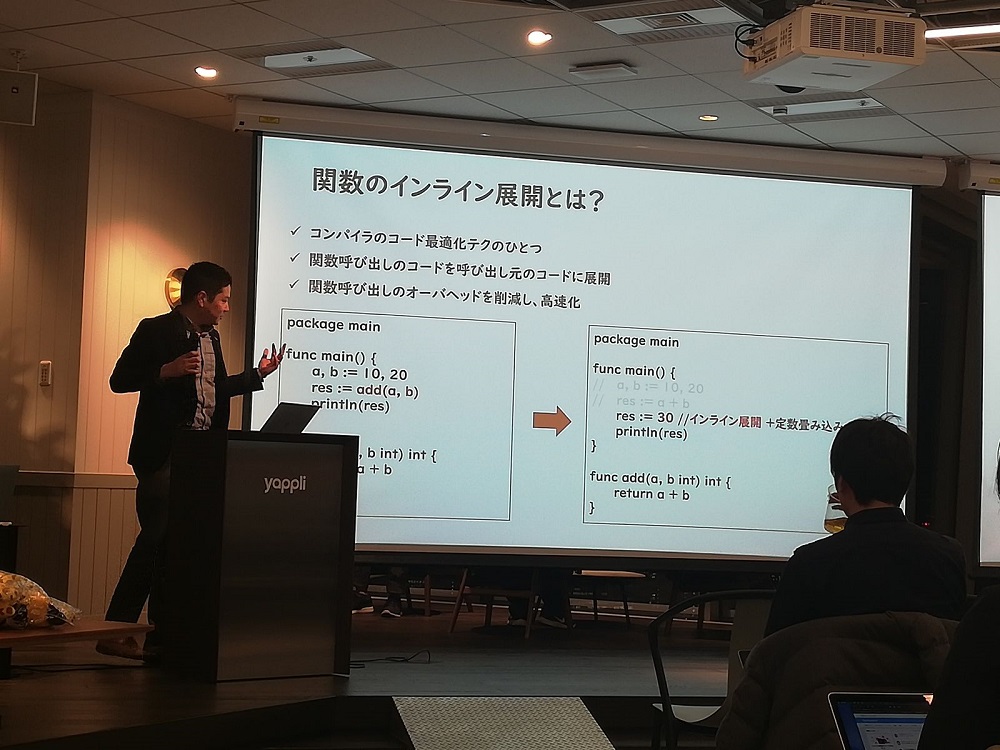 関数のインライン展開とは?
✓ コンパイラのコード最適化テクのひとつ
✓ 関数呼び出しのコードを呼び出し元のコードに展開
✓ 関数呼び出しのオーバヘッドを削減し、高速化
package main
func main() {
a, b := 10, 20
res := add(a, b)
println(res)
, b int) int {
a + b
package main
func main() {
// a, b := 10, 20
// res := a + b
res := 30 //インライン展開 +定数畳み込み
println(res)
}
func add(a, b int) int {
return a + b
}
yappli